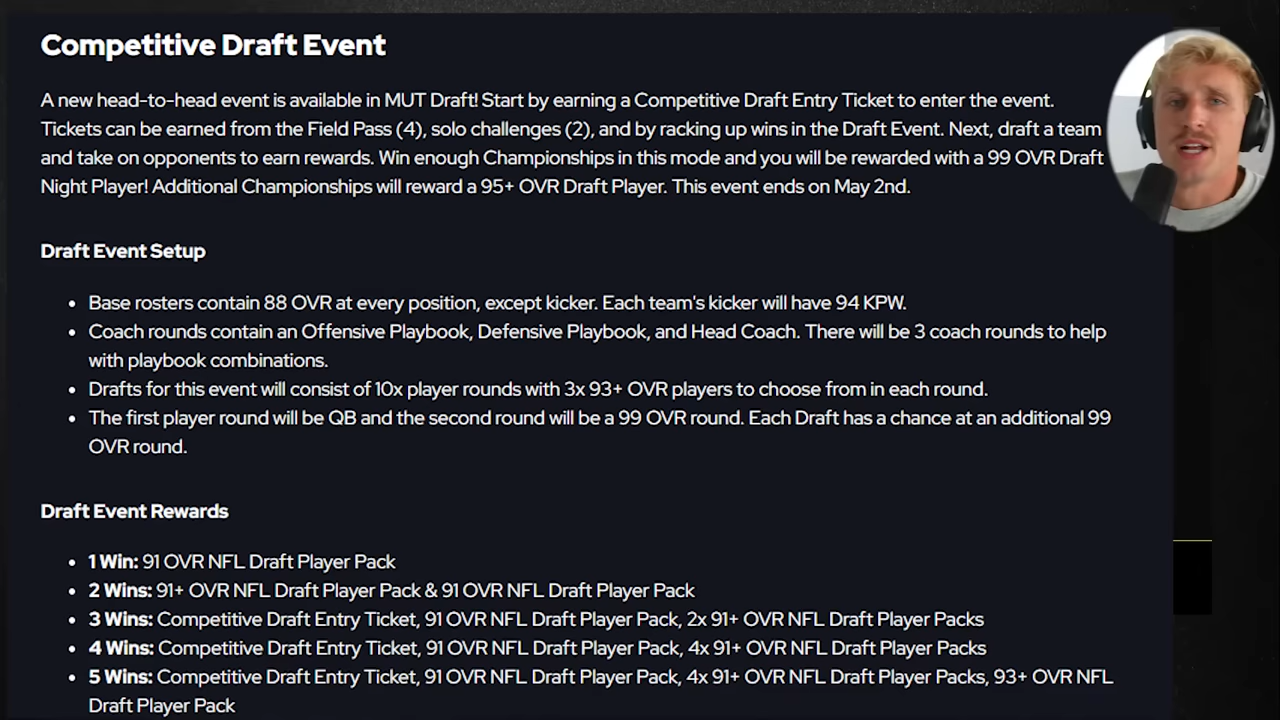 Competitive Draft Event
A new head-to-head event is available in MUT Draft! Start by earning a Competitive Draft Entry Ticket to enter the event.
Tickets can be earned from the Field Pass (4), solo challenges (2), and by racking up wins in the Draft Event. Next, draft a team
and take on opponents to earn rewards. Win enough Championships in this mode and you will be rewarded with a 99 OVR Draft
Night Player! Additional Championships will reward a 95+ OVR Draft Player. This event ends on May 2nd.
Draft Event Setup
• Base rosters contain 88 OVR at every position, except kicker. Each team's kicker will have 94 KPW.
• Coach rounds contain an Offensive Playbook, Defensive Playbook, and Head Coach. There will be 3 coach rounds to help
with playbook combinations.
• Drafts for this event will consist of 10x player rounds with 3x 93+ OVR players to choose from in each round.
• The first player round will be QB and the second round will be a 99 OVR round. Each Draft has a chance at an additional 99
OVR round.
Draft Event Rewards
• 1 Win: 91 OVR NFL Draft Player Pack
• 2 Wins: 91+ OVR NFL Draft Player Pack & 91 OVR NFL Draft Player Pack
• 3 Wins: Competitive Draft Entry Ticket, 91 OVR NFL Draft Player Pack, 2x 91+ OVR NFL Draft Player Packs
• 4 Wins: Competitive Draft Entry Ticket, 91 OVR NFL Draft Player Pack, 4x 91+ OVR NFL Draft Player Packs
• 5 Wins: Competitive Draft Entry Ticket, 91 OVR NFL Draft Player Pack, 4x 91+ OVR NFL Draft Player Packs, 93+ OVR NFL
Draft Player Pack